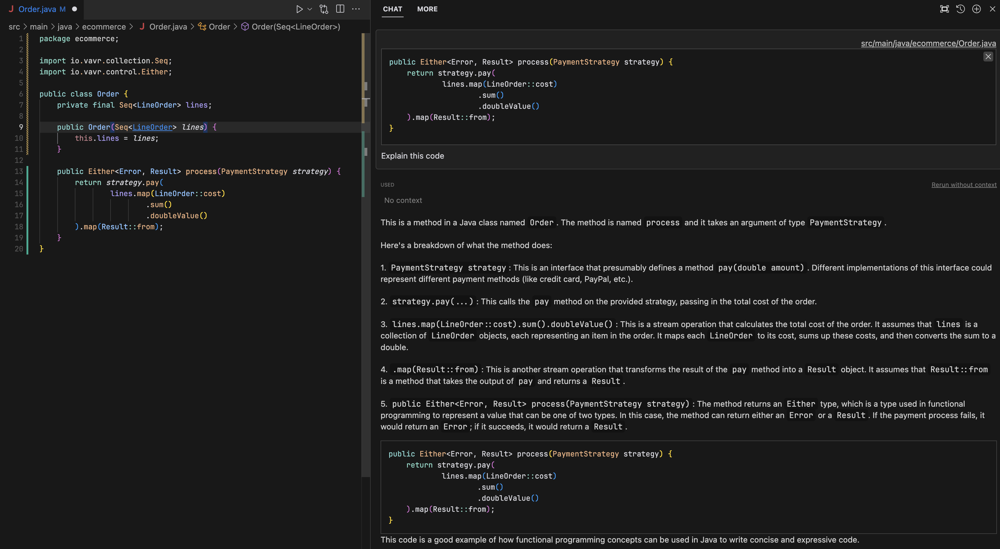 Order.java M
src > main > java > ecommerce > Order.java > Order > Order(Seq<LineOrder>)
1 package ecommerce;
2
3 import io.vavr.collection.Seq;
4 import io.vavr.control.Either;
5
6 public class Order {
7 private final Seq<LineOrder> lines;
8
9 public Order(Seq<LineOrder> lines) {
10 this.lines = lines;
11 }
12
13 public Either<Error, Result> process(PaymentStrategy strategy) {
14 return strategy.pay(
15 lines.map(LineOrder::cost)
16 .sum()
17 .doubleValue()
18 ).map(Result::from);
19 }
20 }
CHAT MORE
src/main/java/ecommerce/Order.java
public Either<Error, Result> process(PaymentStrategy strategy) {
return strategy.pay(
lines.map(LineOrder::cost)
.sum()
.doubleValue()
).map(Result::from);
}
Explain this code
USED Rerun without context
No context
This is a method in a Java class named Order. The method is named process and it takes an argument of type PaymentStrategy.
Here's a breakdown of what the method does:
1. PaymentStrategy strategy: This is an interface that presumably defines a method pay(double amount). Different implementations of this interface could
represent different payment methods (like credit card, PayPal, etc.).
2. strategy.pay(...): This calls the pay method on the provided strategy, passing in the total cost of the order.
3. lines.map(LineOrder::cost).sum().doubleValue(): This is a stream operation that calculates the total cost of the order. It assumes that lines is a
collection of LineOrder objects, each representing an item in the order. It maps each LineOrder to its cost, sums up these costs, and then converts the sum to a
double.
4. .map(Result::from): This is another stream operation that transforms the result of the pay method into a Result object. It assumes that Result::from
is a method that takes the output of pay and returns a Result.
5. public Either<Error, Result> process(PaymentStrategy strategy): The method returns an Either type, which is a type used in functional
programming to represent a value that can be one of two types. In this case, the method can return either an Error or a Result. If the payment process fails, it
would return an Error; if it succeeds, it would return a Result.
public Either<Error, Result> process(PaymentStrategy strategy) {
return strategy.pay(
lines.map(LineOrder::cost)
.sum()
.doubleValue()
).map(Result::from);
}
This code is a good example of how functional programming concepts can be used in Java to write concise and expressive code.